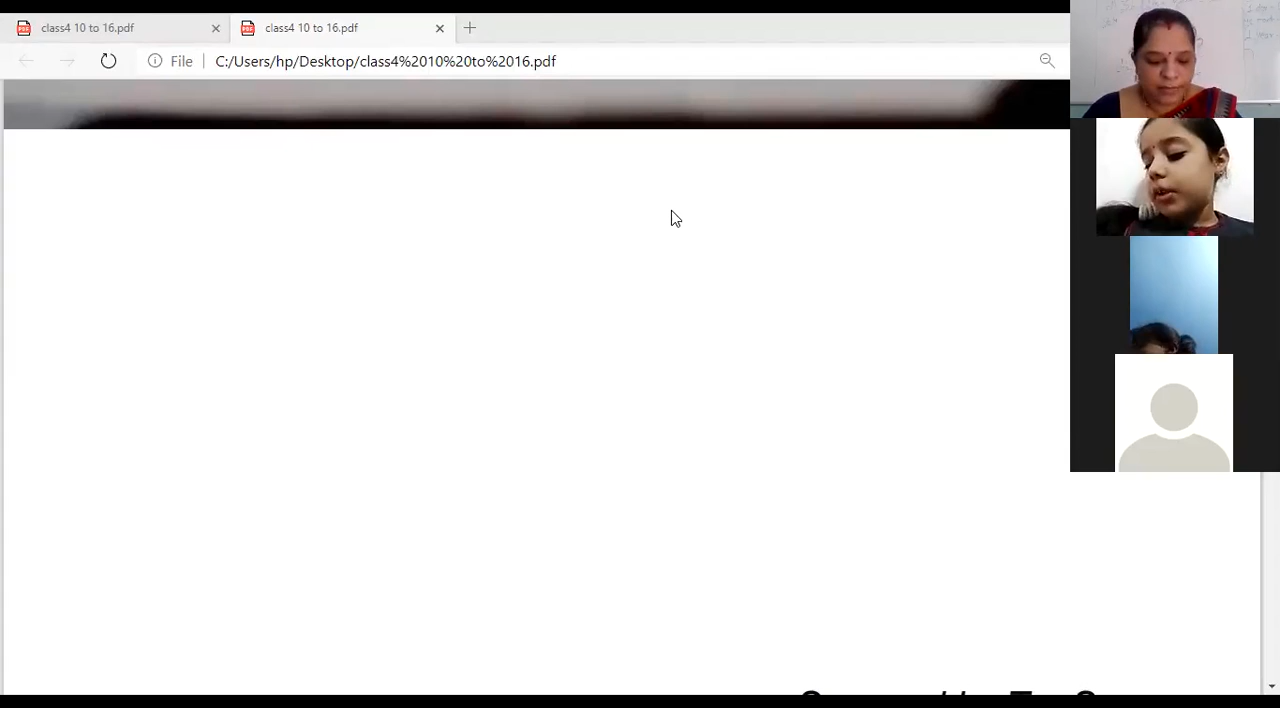 class4 10 to 16.pdf
class4 10 to 16.pdf
File
C:/Users/hp/Desktop/class4%2010%20to%2016.pdf